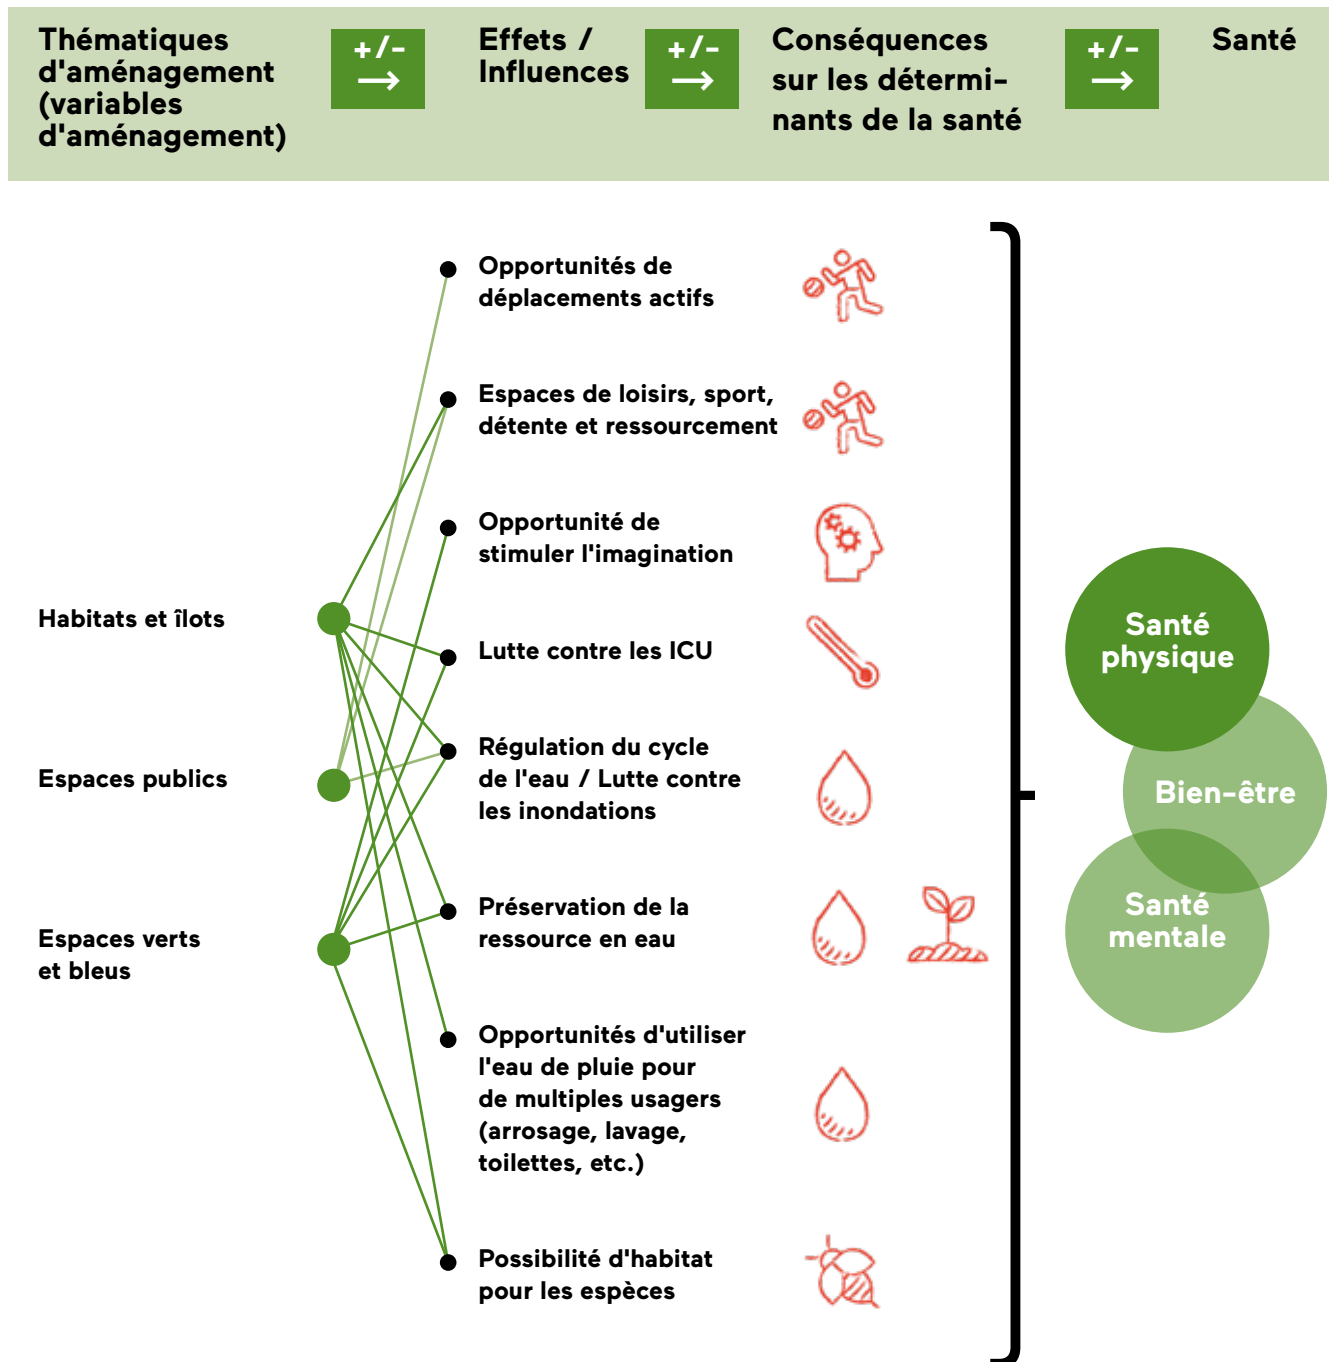 Thématiques
d'aménagement
(variables
d'aménagement)
+/-
→
Effets /
Influences
+/-
→
Conséquences
sur les détermi-
nants de la santé
+/-
→
Santé
Opportunités de
déplacements actifs
Espaces de loisirs, sport,
détente et ressourcement
Opportunité de
stimuler l'imagination
Habitats et îlots
Lutte contre les ICU
Régulation du cycle
de l'eau / Lutte contre
les inondations
Espaces publics
Préservation de la
ressource en eau
Espaces verts
et bleus
Opportunités d'utiliser
l'eau de pluie pour
de multiples usagers
(arrosage, lavage,
toilettes, etc.)
Possibilité d'habitat
pour les espèces
Santé
physique
Bien-être
Santé
mentale